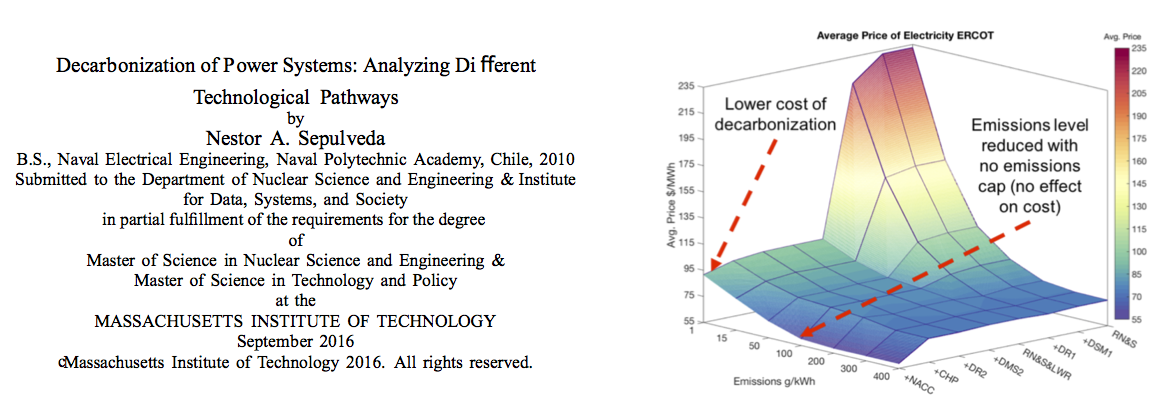 Decarbonization of Power Systems: Analyzing Different
Technological Pathways
by
Nestor A. Sepulveda
B.S., Naval Electrical Engineering, Naval Polytechnic Academy, Chile, 2010
Submitted to the Department of Nuclear Science and Engineering & Institute
for Data, Systems, and Society
in partial fulfillment of the requirements for the degree
of
Master of Science in Nuclear Science and Engineering &
Master of Science in Technology and Policy
at the
MASSACHUSETTS INSTITUTE OF TECHNOLOGY
September 2016
©Massachusetts Institute of Technology 2016. All rights reserved.
Average Price of Electricity ERCOT
Avg. Price
Lower cost of
decarbonization
Emissions level
reduced with
no emissions
cap (no effect
on cost)
Avg. Price $/MWh
235
215
195
175
155
135
115
95
75
55
1
15
50
100
200
300
400
Emissions g/kWh
+NACC
+CHP
+DR2
+DMS2
RN&S&LWR
+DR1
+DSM1
RN&S
235
220
205
190
175
160
145
130
115
100
85
70
55